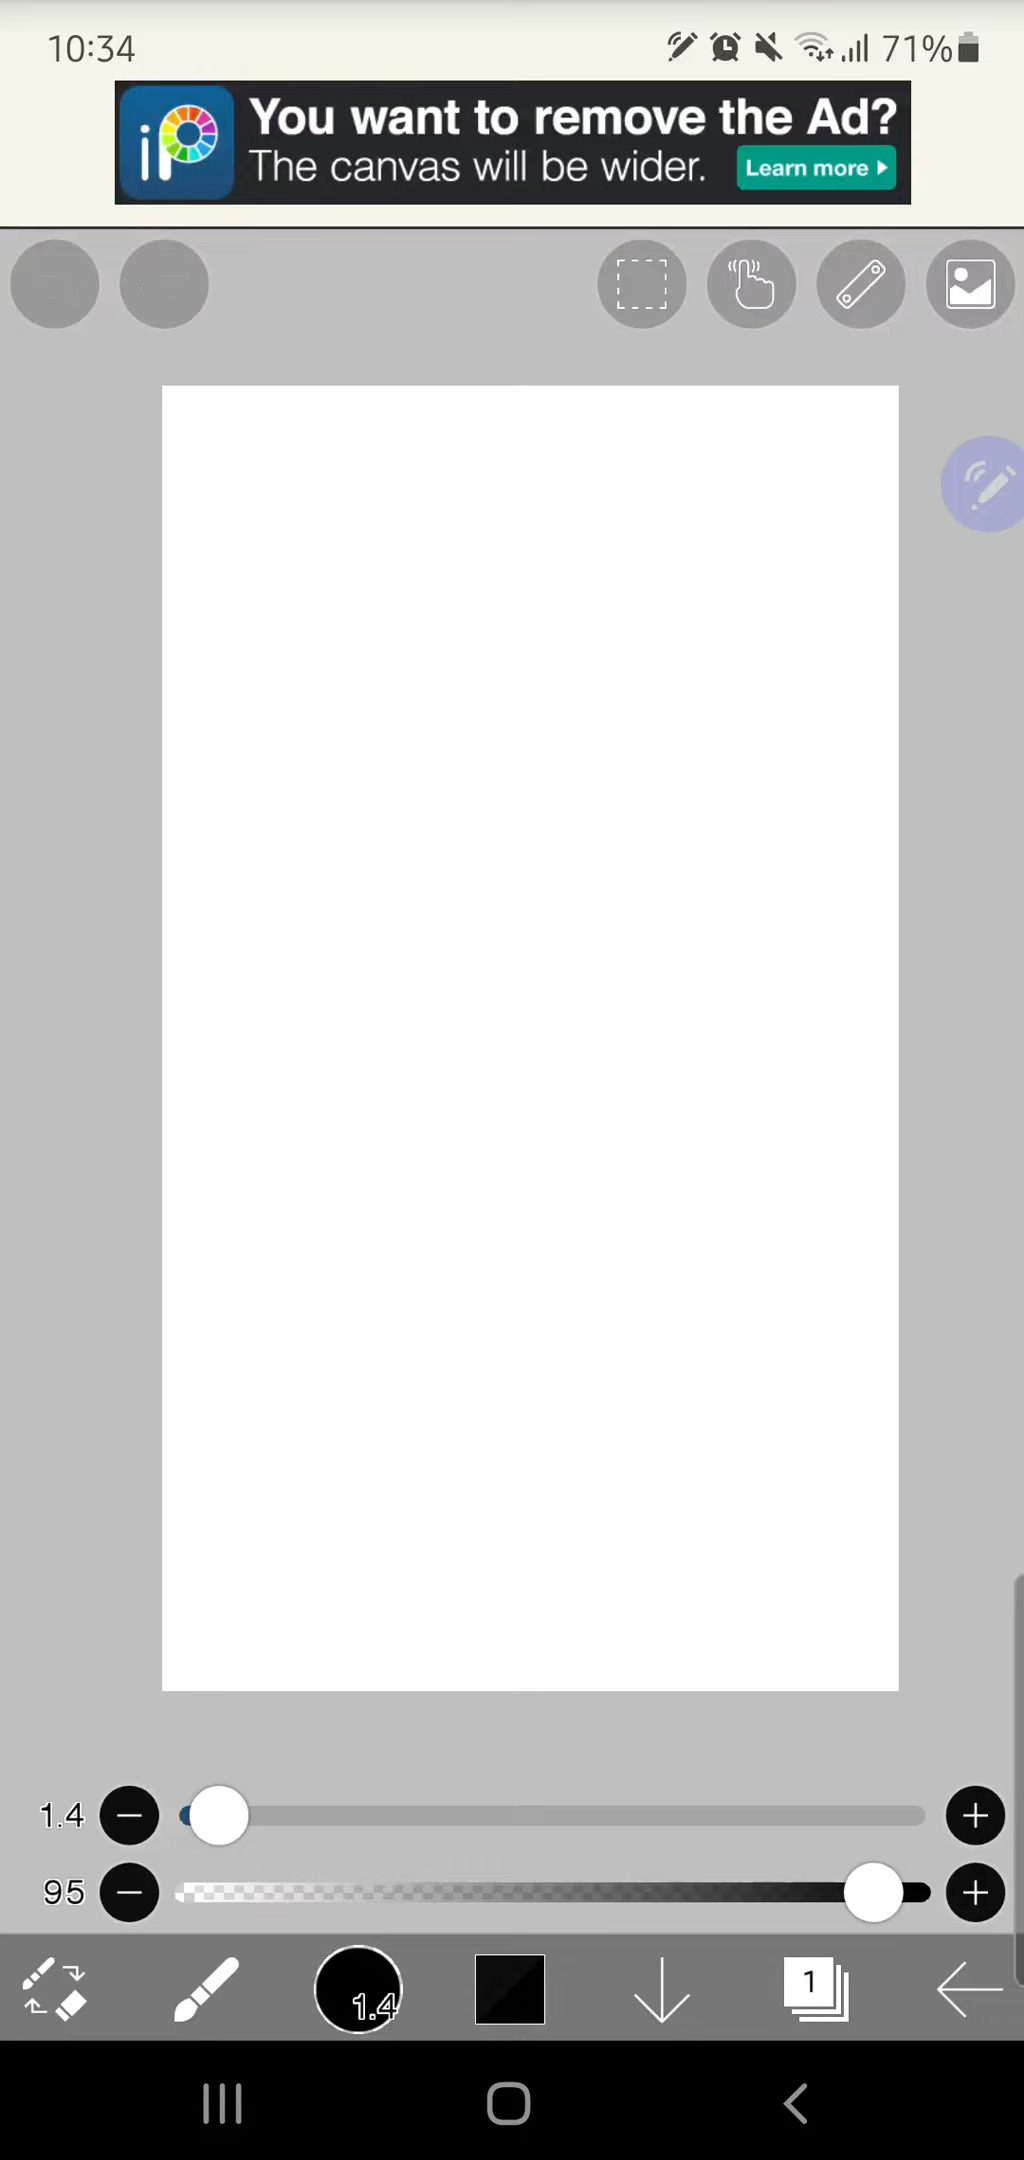 10:34
71%
iP
You want to remove the Ad?
The canvas will be wider.
Learn more
1.4
95
1.4
1